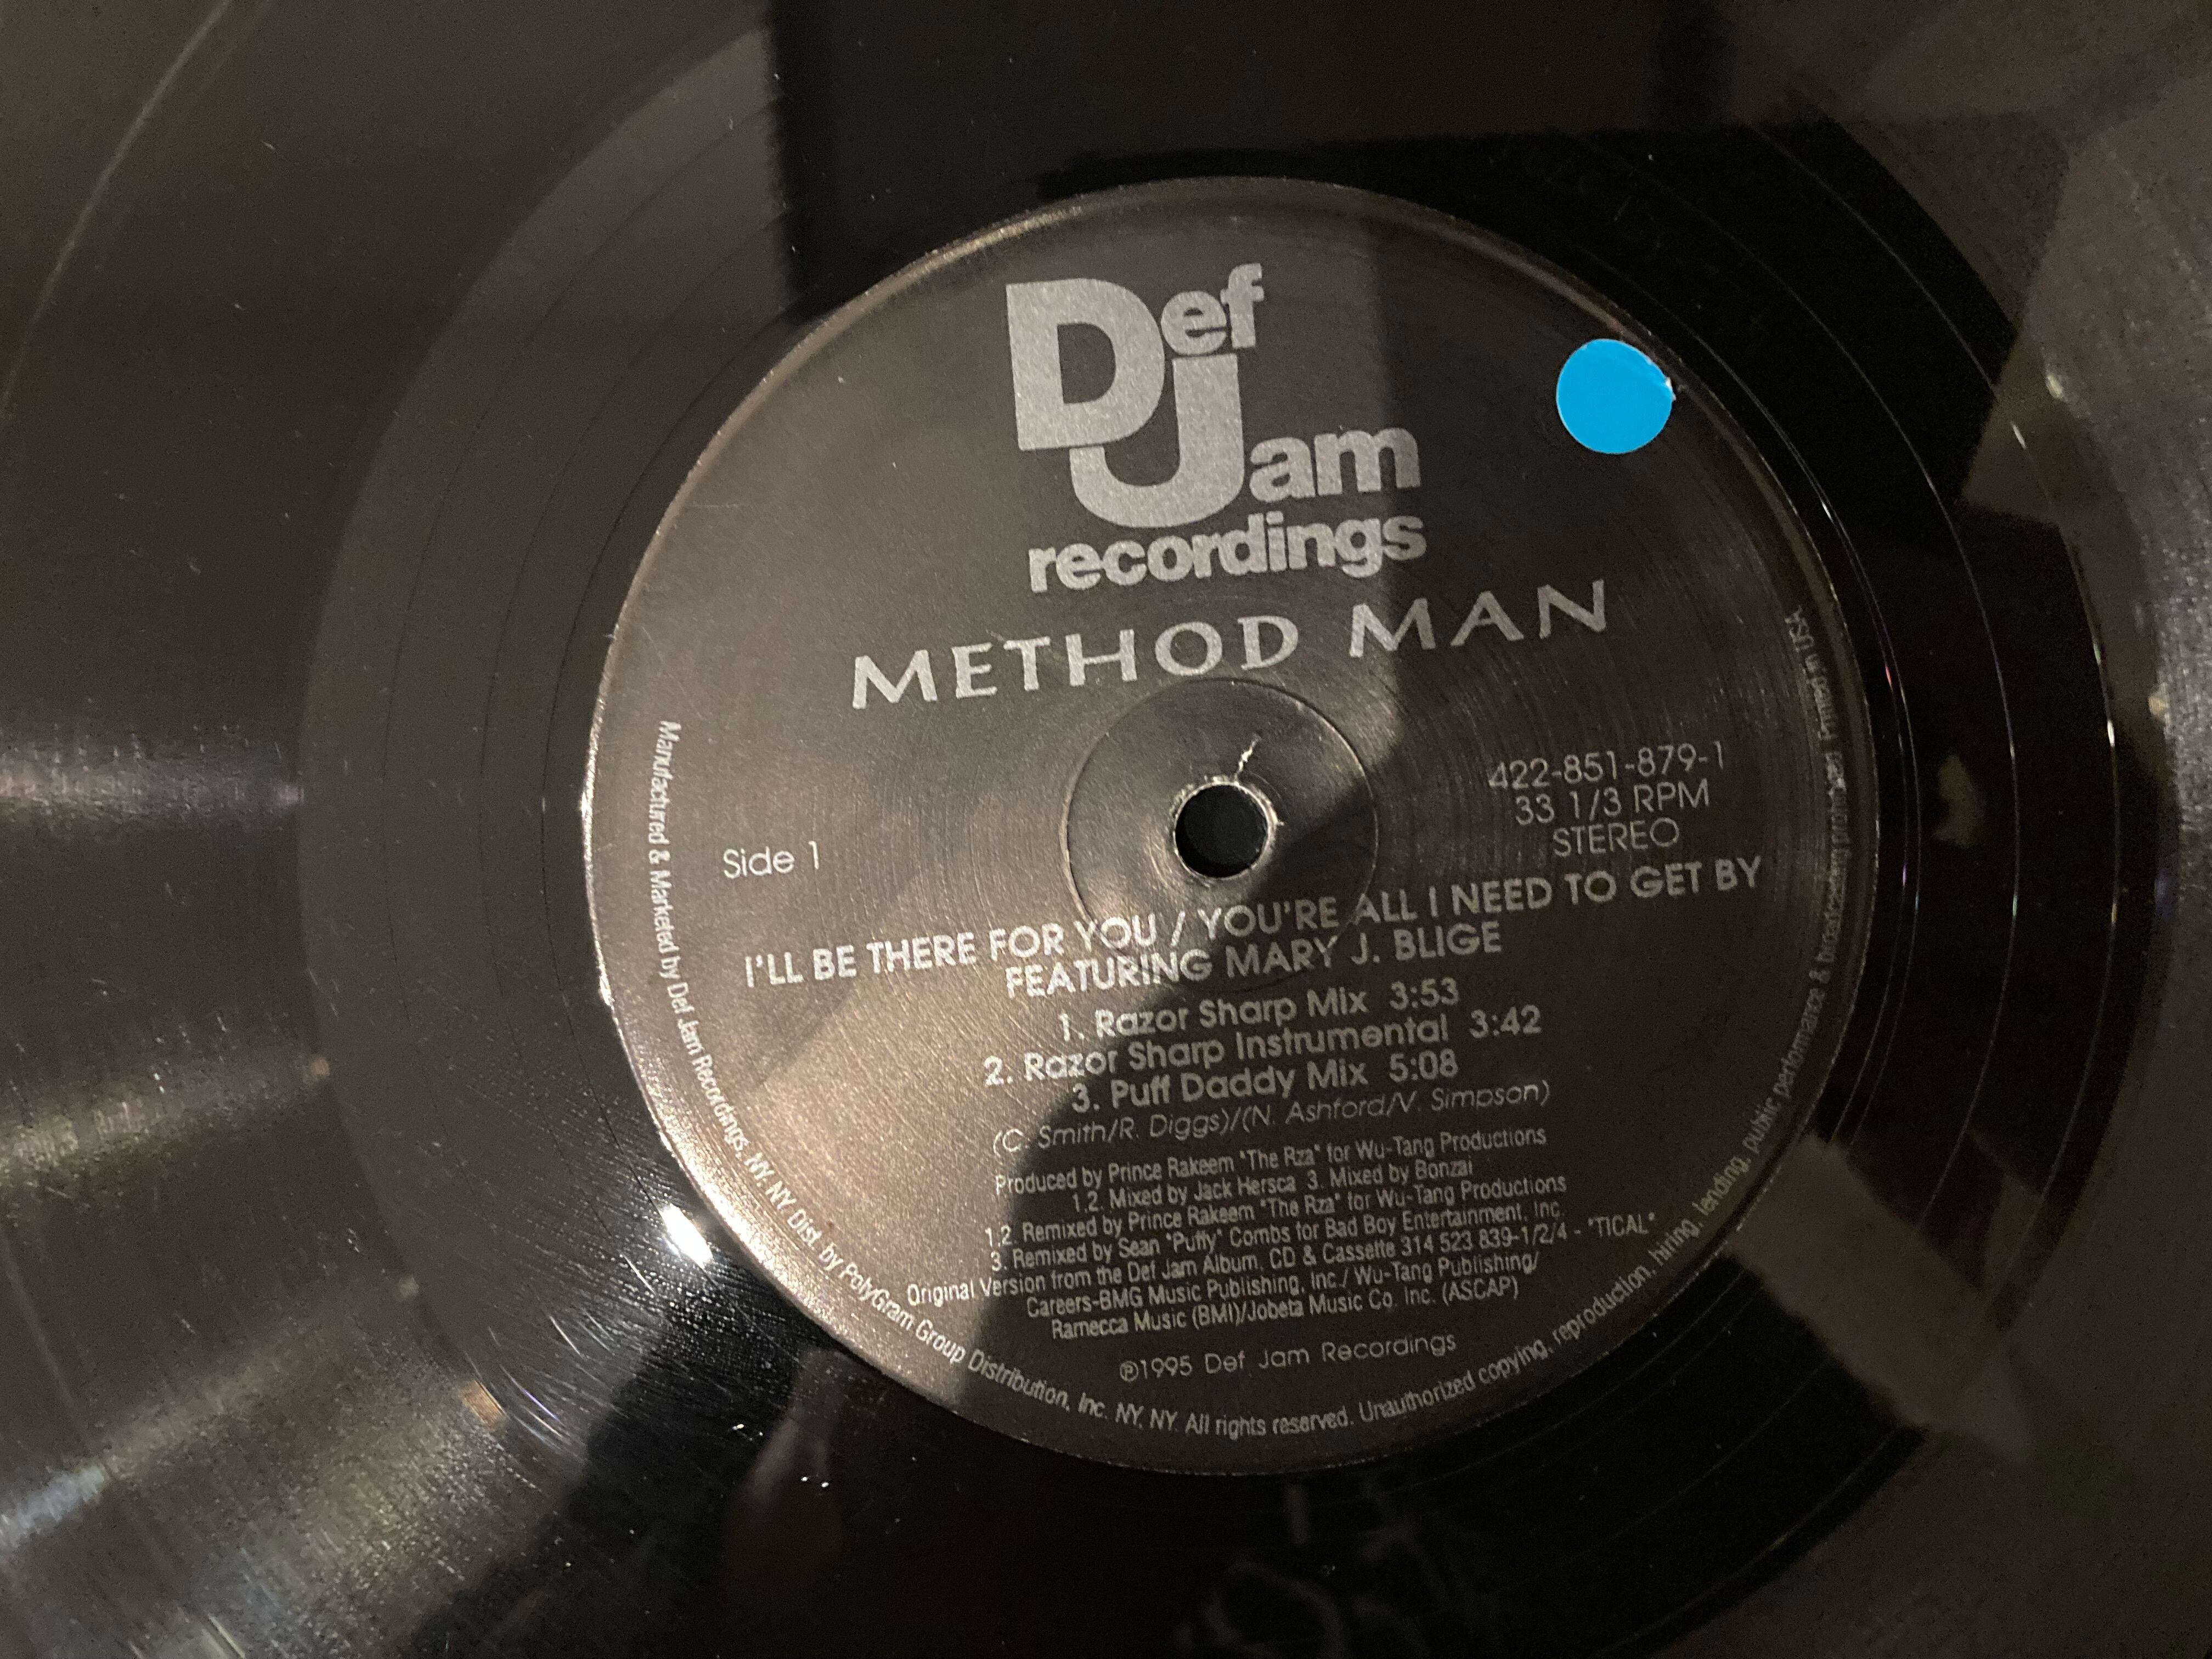 Def
Jam
recordings
METHOD MAN
422-851-879-1
33 1/3 RPM
STEREO
Side 1
I'LL BE THERE FOR YOU / YOU'RE ALL I NEED TO GET BY
FEATURING MARY J. BLIGE
1. Razor Sharp Mix 3:53
2. Razor Sharp Instrumental 3:42
3. Puff Daddy Mix 5:08
(C. Smith/R. Diggs)/(N. Ashford/V. Simpson)
Produced by Prince Rakeem "The Rza" for Wu-Tang Productions
1.2. Mixed by Jack Hersca 3. Mixed by Bonzai
1,2 Remixed by Prince Rakeem "The Rza" for Wu-Tang Productions
3. Remixed by Sean "Puffy" Combs for Bad Boy Entertainment, Inc.
Original Version from the Def Jam Album, CD & Cassette 314 523 839-1/2/4 - "TICAL"
Careers-BMG Music Publishing, Inc./ Wu-Tang Publishing/
Ramecca Music (BMI)/Jobeta Music Co. Inc. (ASCAP)
℗1995 Def Jam Recordings
Manufactured & Marketed by Def Jam Recordings, NY. NY. Dist. by PolyGram Group Distribution, Inc. NY. NY. All rights reserved. Unauthorized copying, reproduction, hiring, lending, public performance & broadcasting prohibited. Printed in USA